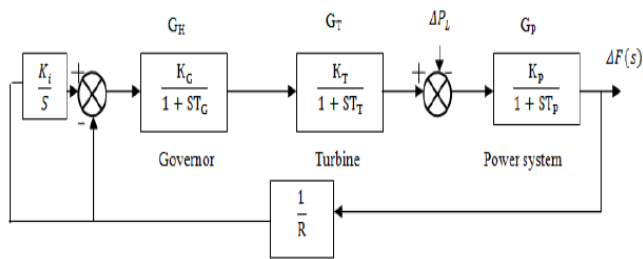 G_H
G_T
ΔP_L
G_P
ΔF(s)
K_i
S
+
-
K_G
1 + ST_G
K_T
1 + ST_T
+
-
K_P
1 + ST_P
Governor
Turbine
Power system
1
R